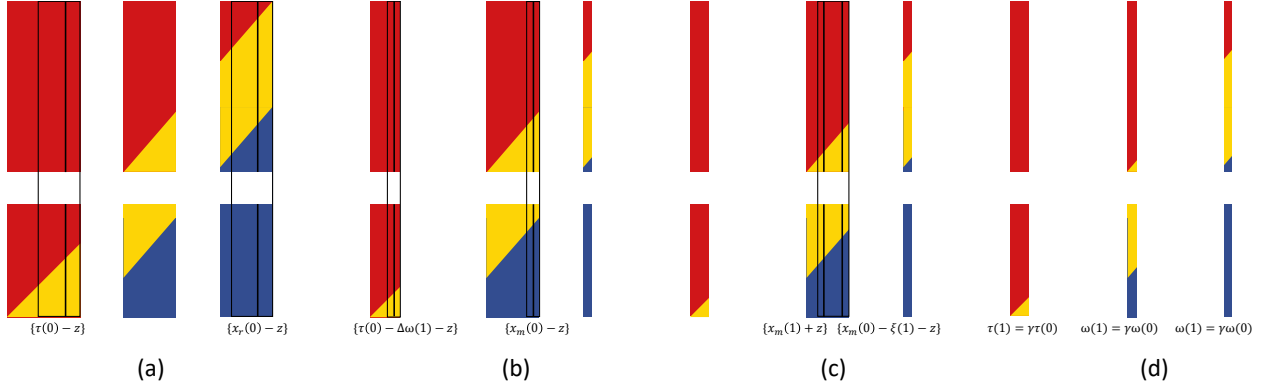 {τ(0) − z}
{x_r(0) − z}
{τ(0) − Δω(1) − z}
{x_m(0) − z}
{x_m(1) + z}
{x_m(0) − ξ(1) − z}
τ(1) = γτ(0)
ω(1) = γω(0)
ω(1) = γω(0)
(a)
(b)
(c)
(d)